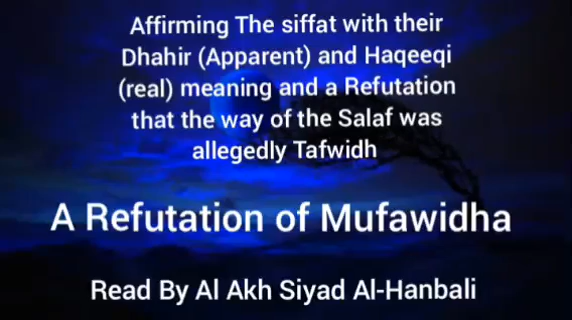 Affirming The siffat with their
Dhahir (Apparent) and Haqeeqi
(real) meaning and a Refutation
that the way of the Salaf was
allegedly Tafwidh
A Refutation of Mufawidha
Read By Al Akh Siyad Al-Hanbali